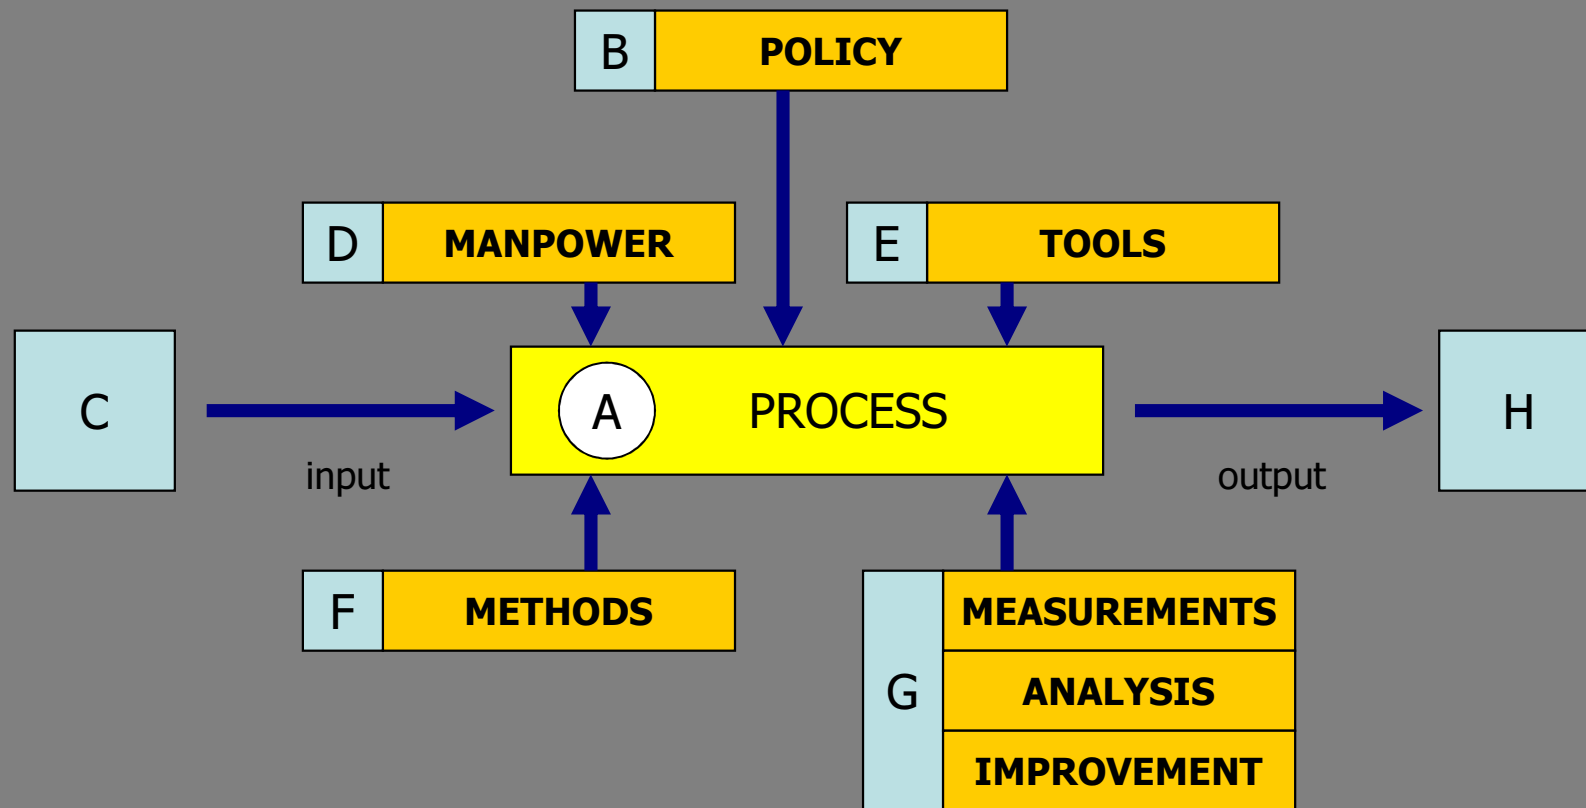 B POLICY
D MANPOWER
E TOOLS
C
A PROCESS
H
input
output
F METHODS
G
MEASUREMENTS
ANALYSIS
IMPROVEMENT